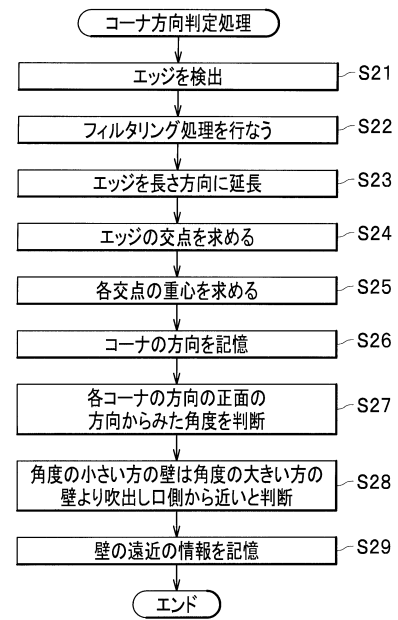 コーナ方向判定処理
エッジを検出
S21
フィルタリング処理を行なう
S22
エッジを長さ方向に延長
S23
エッジの交点を求める
S24
各交点の重心を求める
S25
コーナの方向を記憶
S26
各コーナの方向の正面の
方向からみた角度を判断
S27
角度の小さい方の壁は角度の大きい方の
壁より吹出し口側から近いと判断
S28
壁の遠近の情報を記憶
S29
エンド